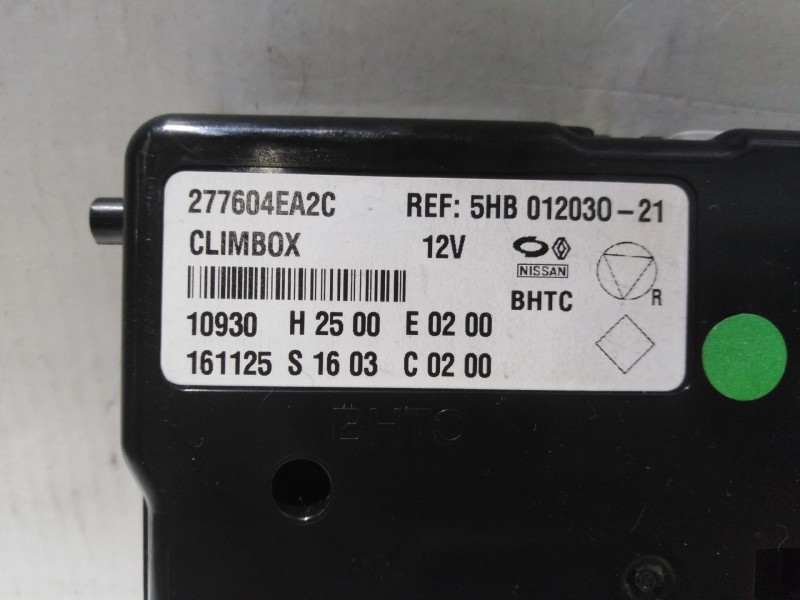 277604EA2C REF: 5HB 012030-21
CLIMBOX 12V
NISSAN
BHTC
R
10930 H 25 00 E 02 00
161125 S 16 03 C 02 00
BHTC